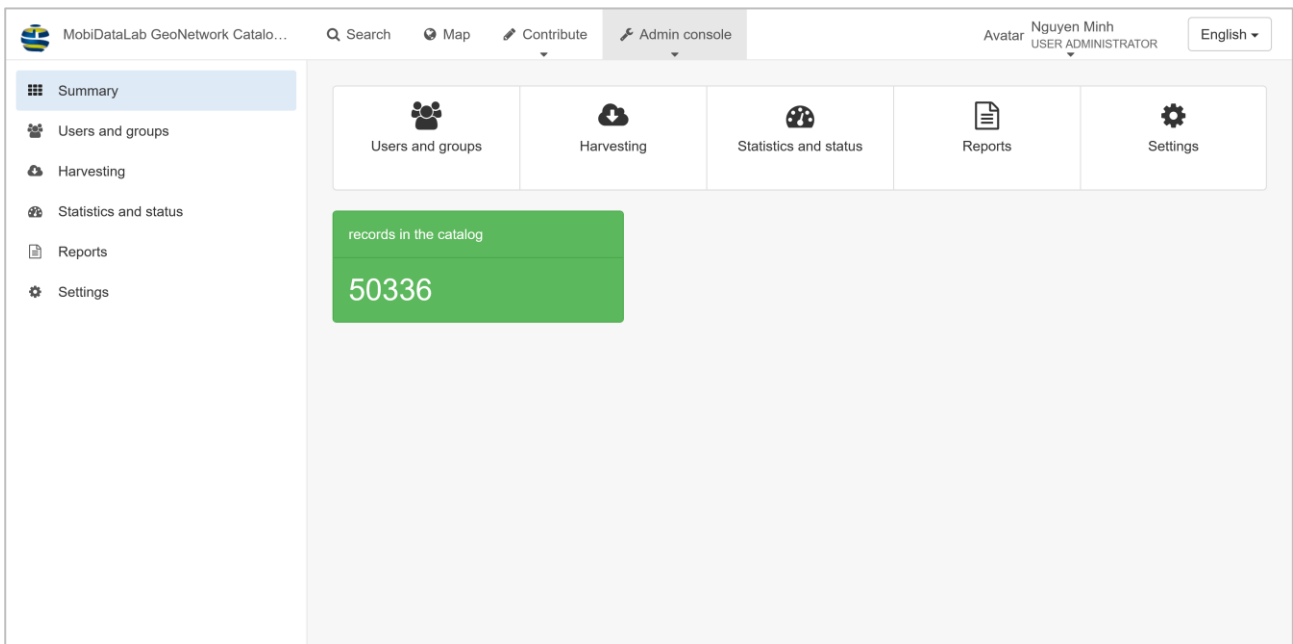 MobiDataLab GeoNetwork Catalo...
Search
Map
Contribute
Admin console
Avatar
Nguyen Minh
USER ADMINISTRATOR
English
Summary
Users and groups
Harvesting
Statistics and status
Reports
Settings
Users and groups
Harvesting
Statistics and status
Reports
Settings
records in the catalog
50336